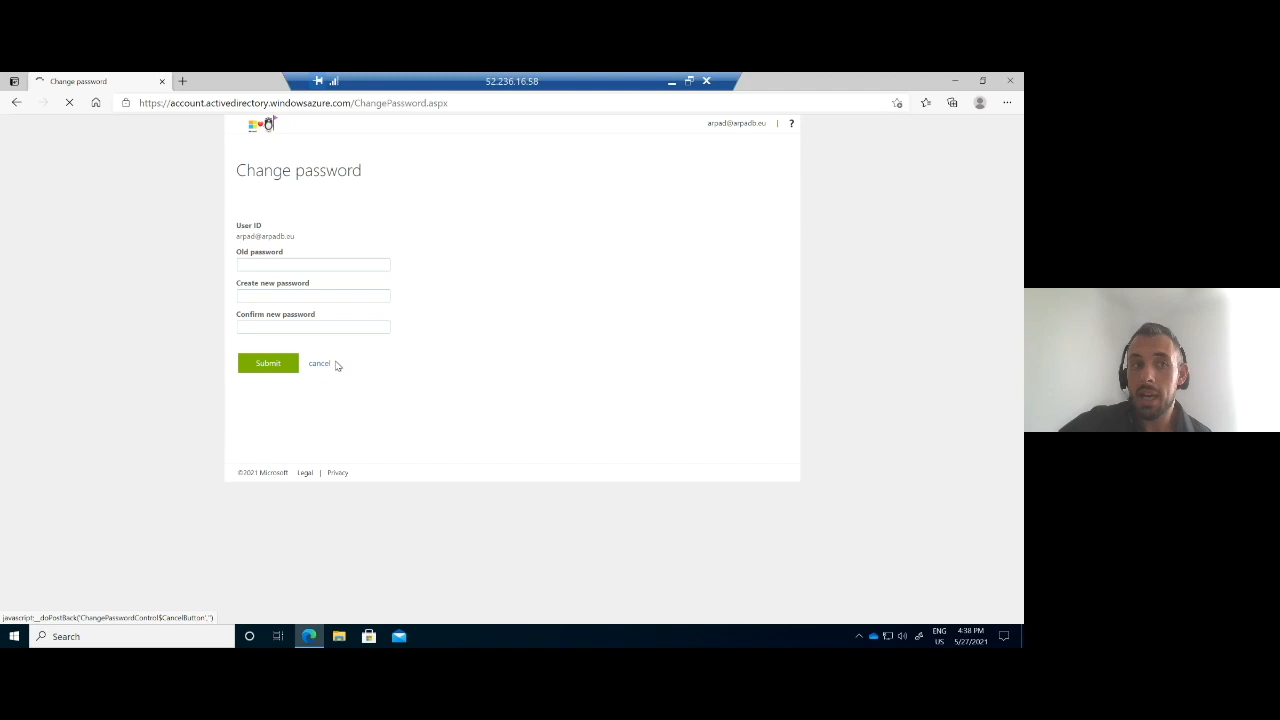 Change password
52.236.16.58
https://account.activedirectory.windowsazure.com/ChangePassword.aspx
arpad@arpadb.eu | ?
Change password
User ID
arpad@arpadb.eu
Old password
Create new password
Confirm new password
Submit cancel
©2021 Microsoft Legal | Privacy
javascript:__doPostBack('ChangePasswordControl$CancelButton','')
Search
ENG
US
4:38 PM
5/27/2021